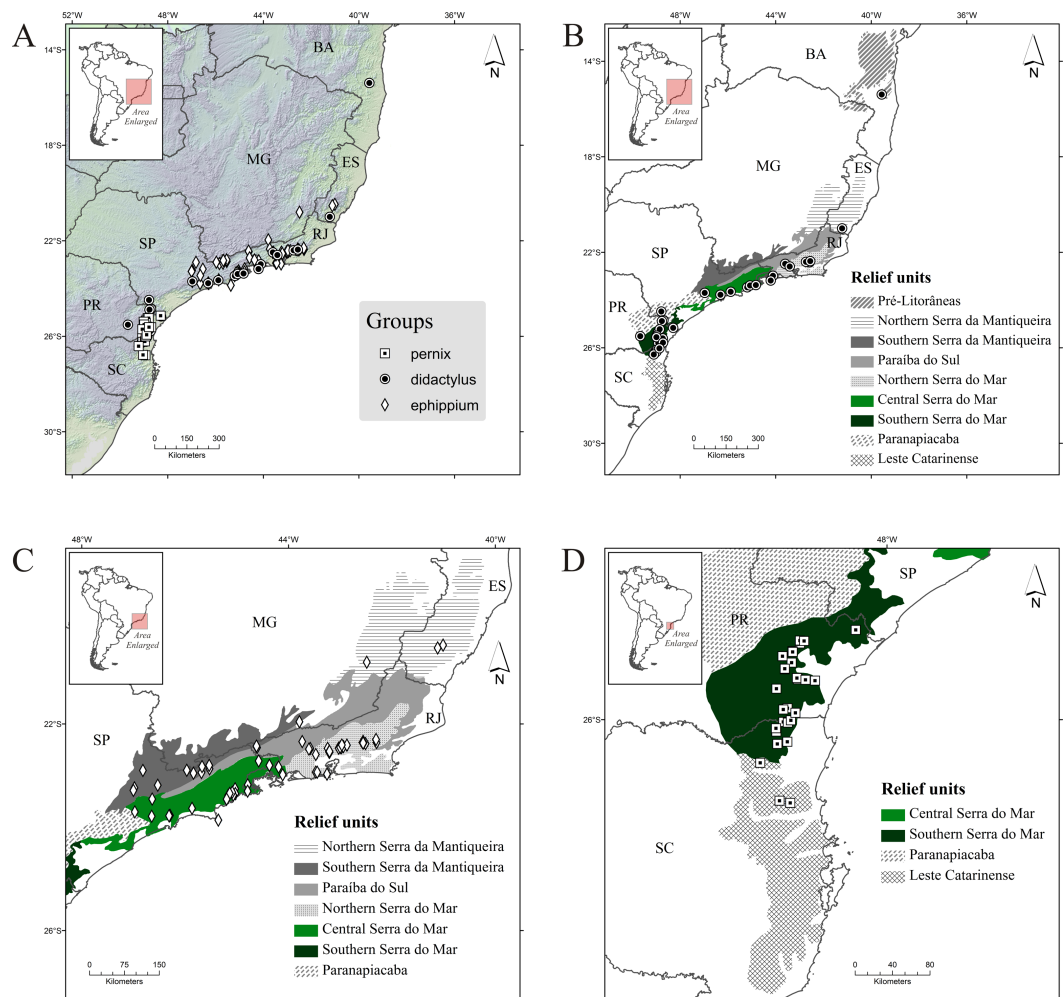 A
52°W
48°W
44°W
40°W
36°W
14°S
18°S
22°S
26°S
30°S
Area
Enlarged
N
BA
MG
ES
SP
RJ
PR
SC
Groups
pernix
didactylus
ephippium
0 150 300
Kilometers
B
48°W
44°W
40°W
36°W
14°S
18°S
22°S
26°S
30°S
Area
Enlarged
N
BA
MG
ES
SP
RJ
PR
SC
Relief units
Pré-Litorâneas
Northern Serra da Mantiqueira
Southern Serra da Mantiqueira
Paraíba do Sul
Northern Serra do Mar
Central Serra do Mar
Southern Serra do Mar
Paranapiacaba
Leste Catarinense
0 150 300
Kilometers
C
48°W
44°W
40°W
22°S
26°S
Area
Enlarged
N
MG
ES
SP
RJ
Relief units
Northern Serra da Mantiqueira
Southern Serra da Mantiqueira
Paraíba do Sul
Northern Serra do Mar
Central Serra do Mar
Southern Serra do Mar
Paranapiacaba
0 75 150
Kilometers
D
48°W
26°S
Area
Enlarged
N
SP
PR
SC
Relief units
Central Serra do Mar
Southern Serra do Mar
Paranapiacaba
Leste Catarinense
0 40 80
Kilometers